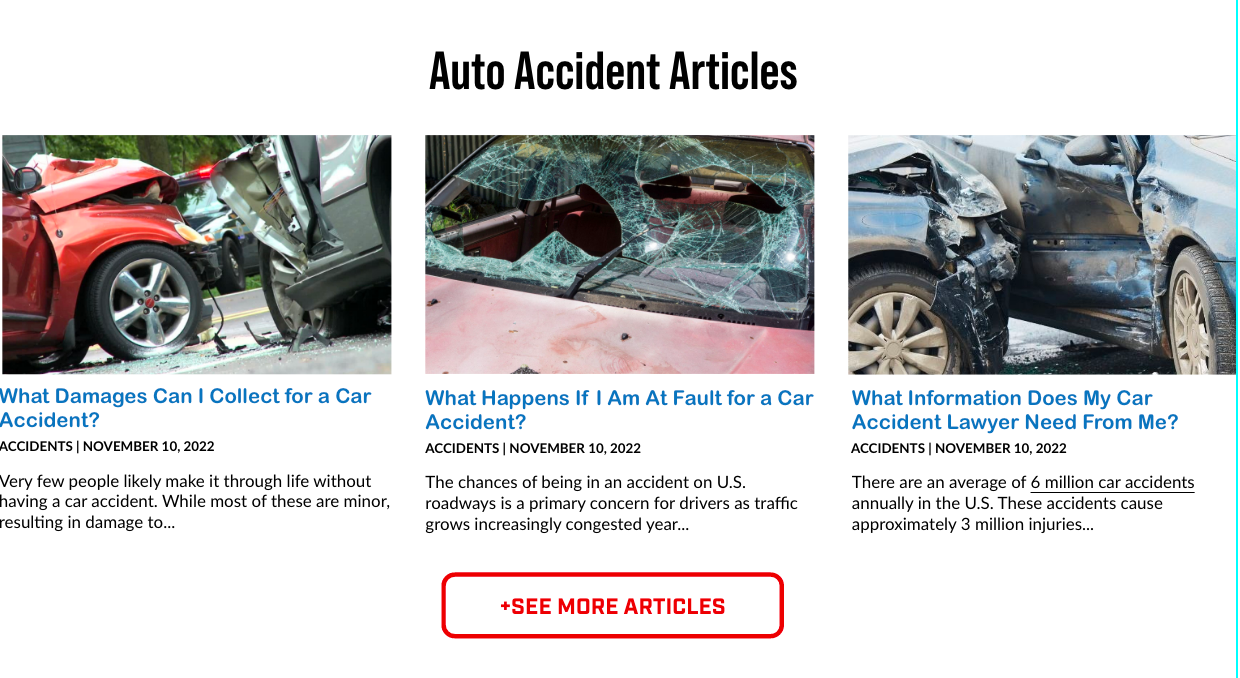 Auto Accident Articles
What Damages Can I Collect for a Car
Accident?
ACCIDENTS | NOVEMBER 10, 2022
Very few people likely make it through life without
having a car accident. While most of these are minor,
resulting in damage to...
What Happens If I Am At Fault for a Car
Accident?
ACCIDENTS | NOVEMBER 10, 2022
The chances of being in an accident on U.S.
roadways is a primary concern for drivers as traffic
grows increasingly congested year...
What Information Does My Car
Accident Lawyer Need From Me?
ACCIDENTS | NOVEMBER 10, 2022
There are an average of 6 million car accidents
annually in the U.S. These accidents cause
approximately 3 million injuries...
+SEE MORE ARTICLES